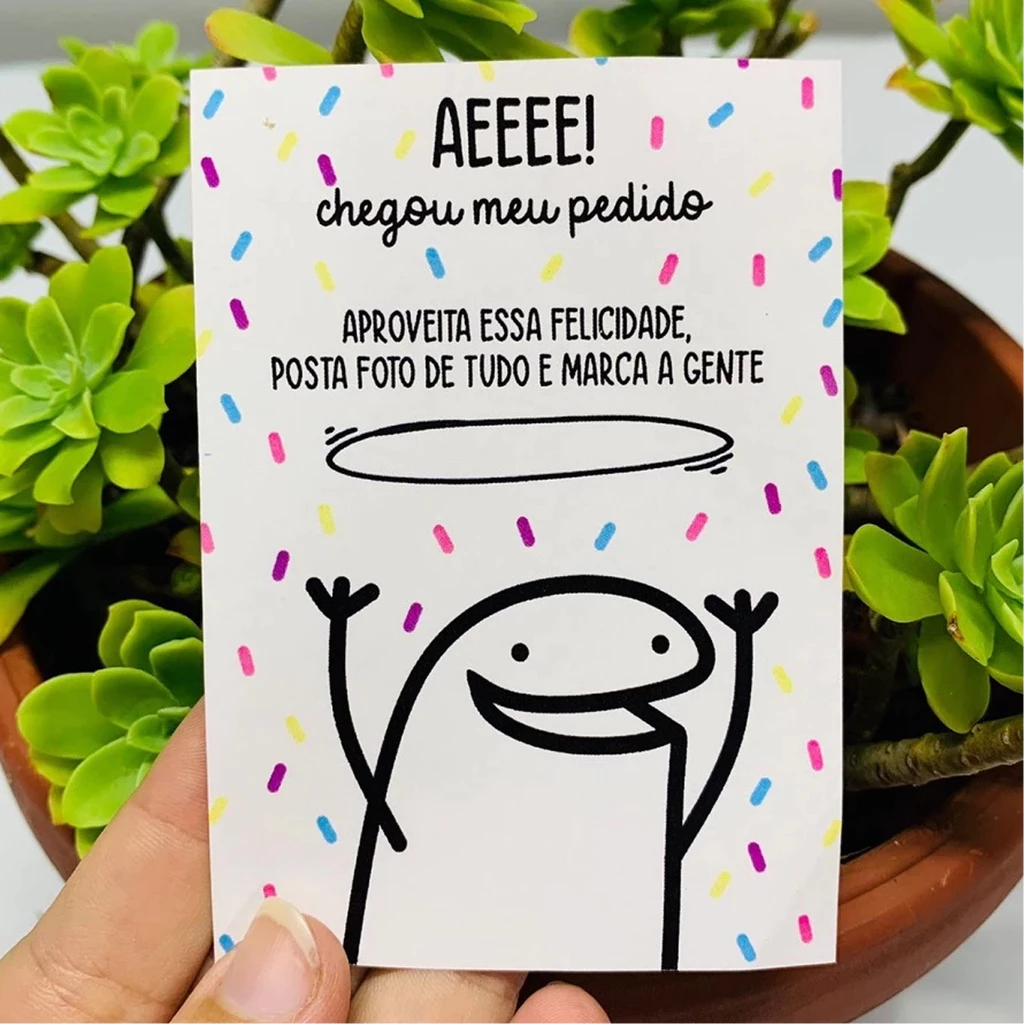 AEEEE!
chegou meu pedido
APROVEITA ESSA FELICIDADE,
POSTA FOTO DE TUDO E MARCA A GENTE